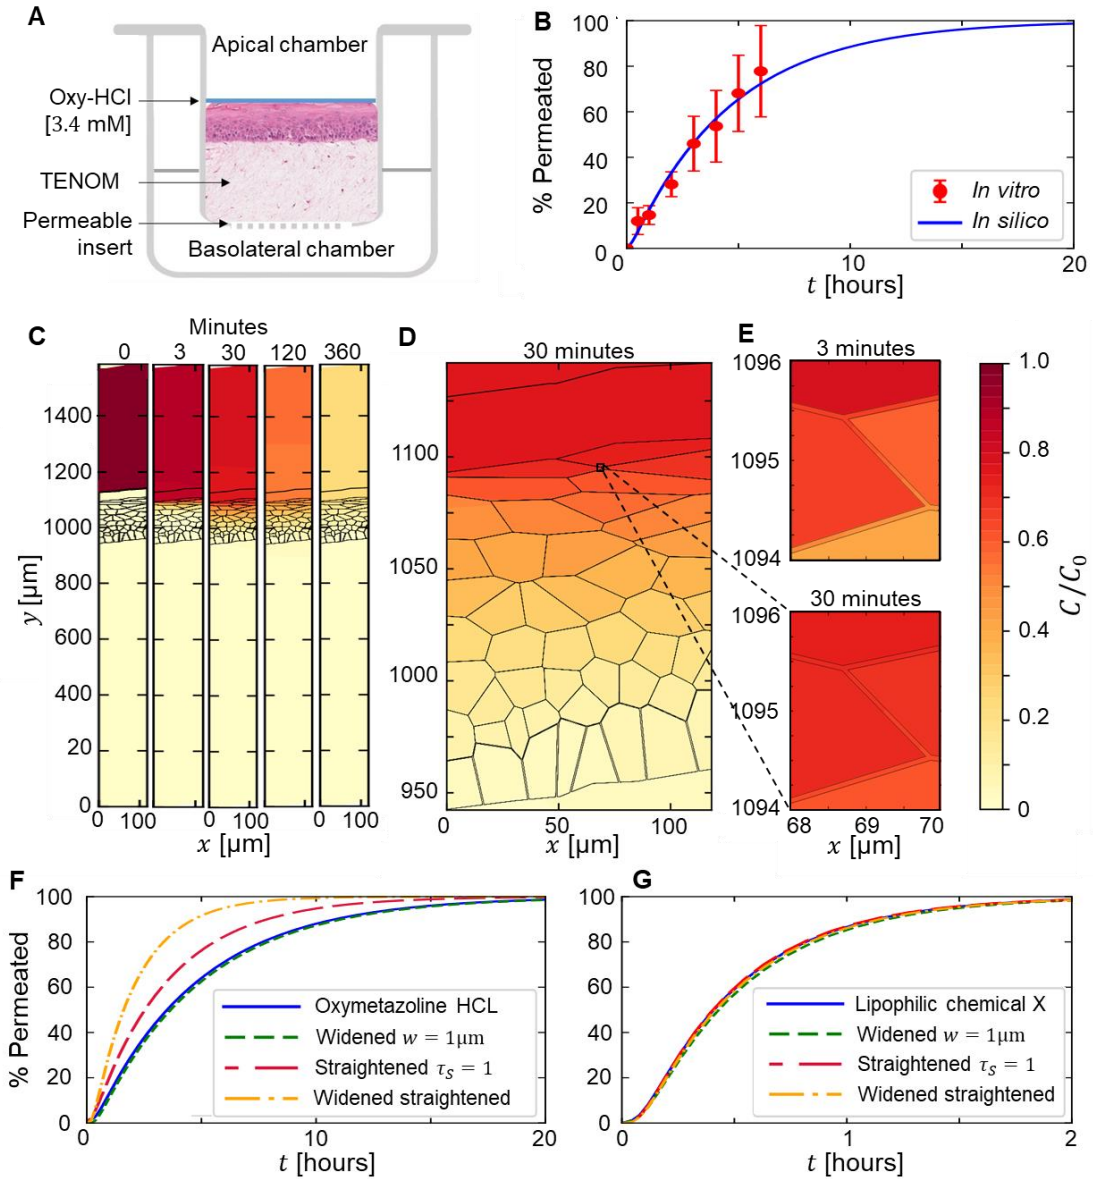 A
Apical chamber
Oxy-HCl
[3.4 mM]
TENOM
Permeable
insert
Basolateral chamber
B
% Permeated
100
80
60
40
20
0
0
10
20
t [hours]
In vitro
In silico
C
Minutes
0 3 30 120 360
y [µm]
1400
1200
1000
800
600
400
20
0
0 100 0 100 0 100 0 100 0 100
x [µm]
D
30 minutes
1100
1050
1000
950
0 50 100
x [µm]
E
3 minutes
1096
1095
1094
30 minutes
1096
1095
1094
68 69 70
x [µm]
1.0
0.8
0.6
0.4
0.2
0
C/C0
F
% Permeated
100
80
60
40
20
0
0 10 20
t [hours]
Oxymetazoline HCL
Widened w = 1µm
Straightened τS = 1
Widened straightened
G
100
80
60
40
20
0
0 1 2
t [hours]
Lipophilic chemical X
Widened w = 1µm
Straightened τS = 1
Widened straightened